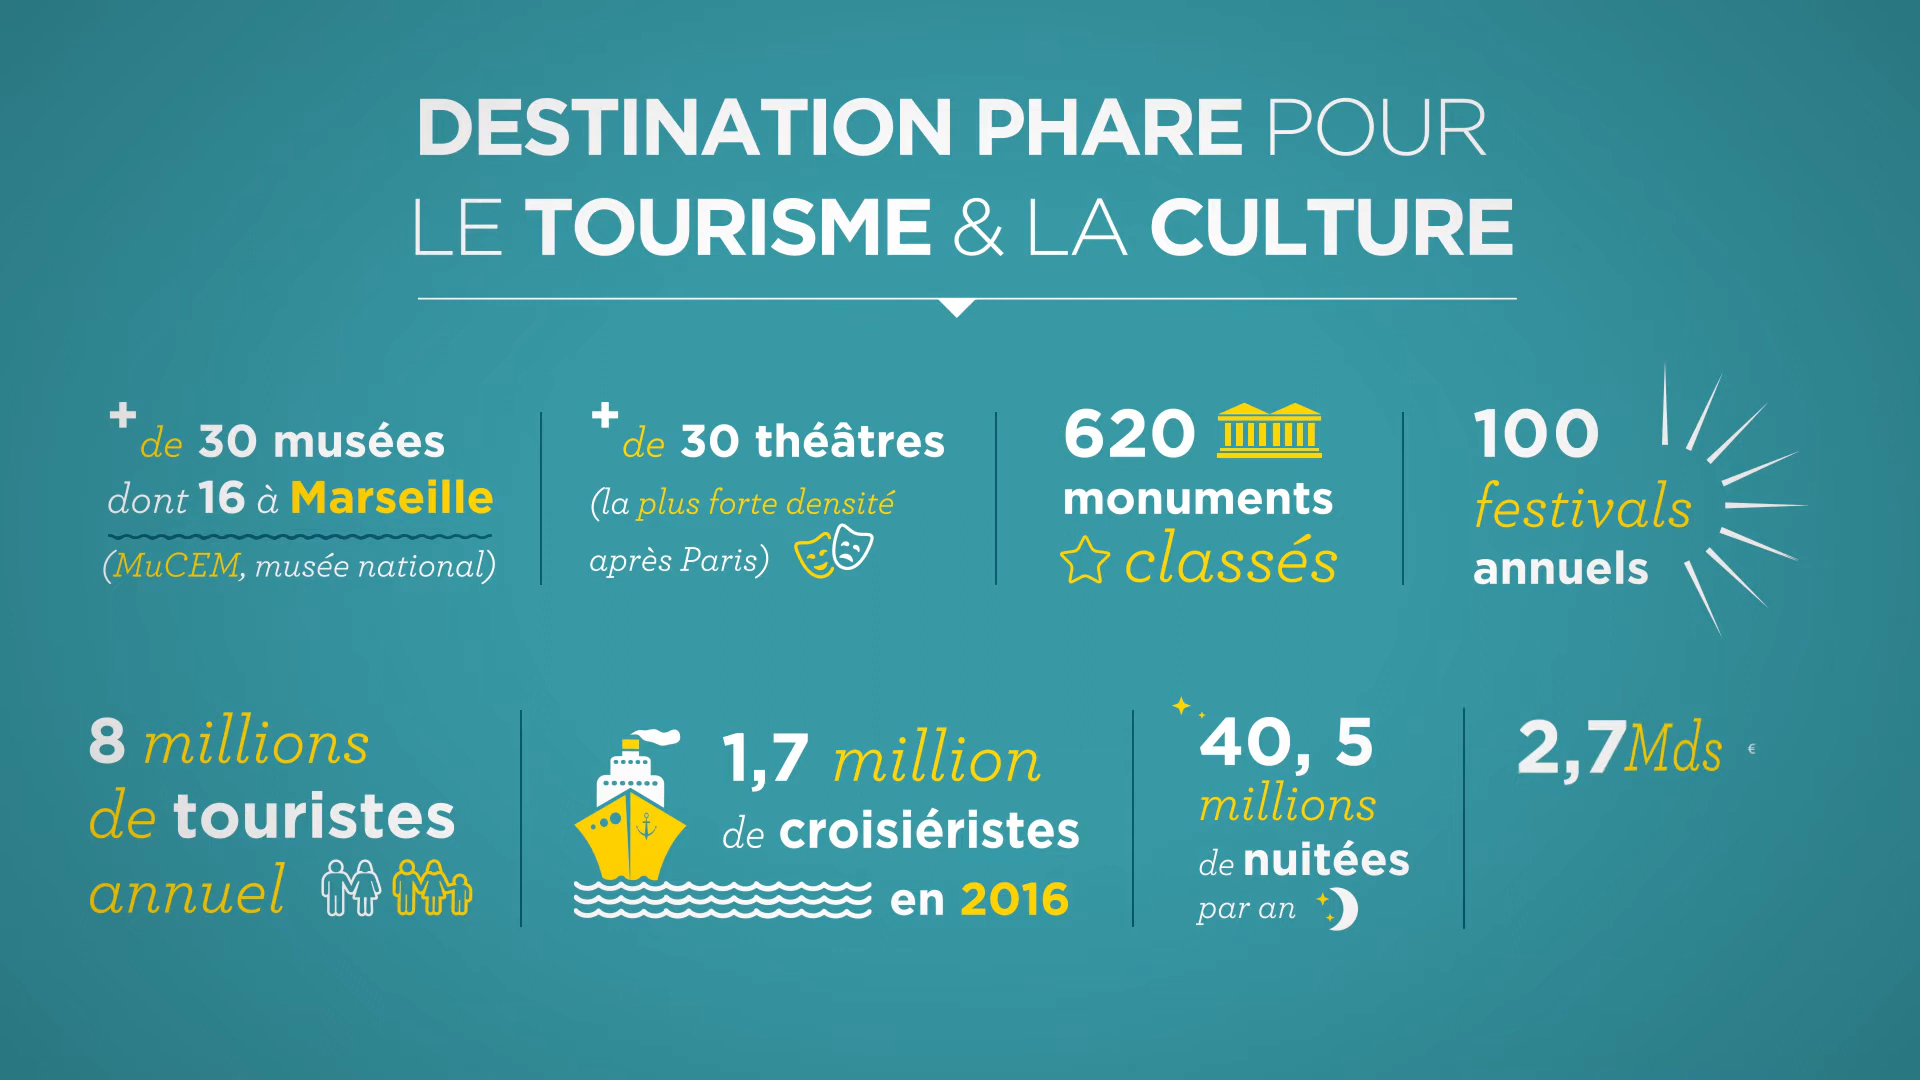 DESTINATION PHARE POUR
LE TOURISME & LA CULTURE
+ de 30 musées
dont 16 à Marseille
(MuCEM, musée national)
+ de 30 théâtres
(la plus forte densité
après Paris)
620
monuments
classés
100
festivals
annuels
8 millions
de touristes
annuel
1,7 million
de croisiéristes
en 2016
40, 5
millions
de nuitées
par an
2,7 Mds €